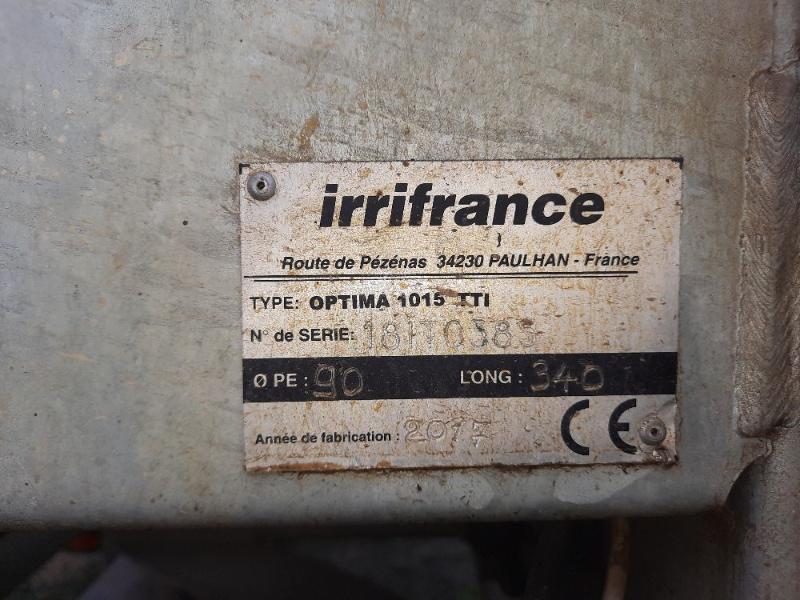 irrifrance
Route de Pézénas 34230 PAULHAN - France
TYPE: OPTIMA 1015 TTI
N° de SERIE: 181T0385
Ø PE : 90 LONG : 340
Année de fabrication : 2017
CE